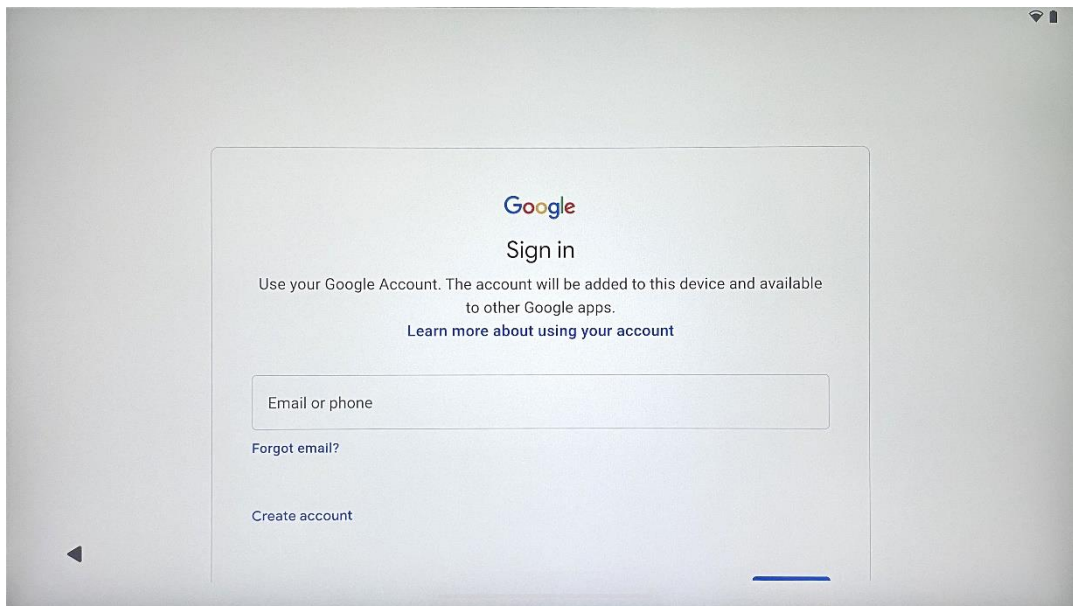 Google
Sign in
Use your Google Account. The account will be added to this device and available
to other Google apps.
Learn more about using your account
Email or phone
Forgot email?
Create account